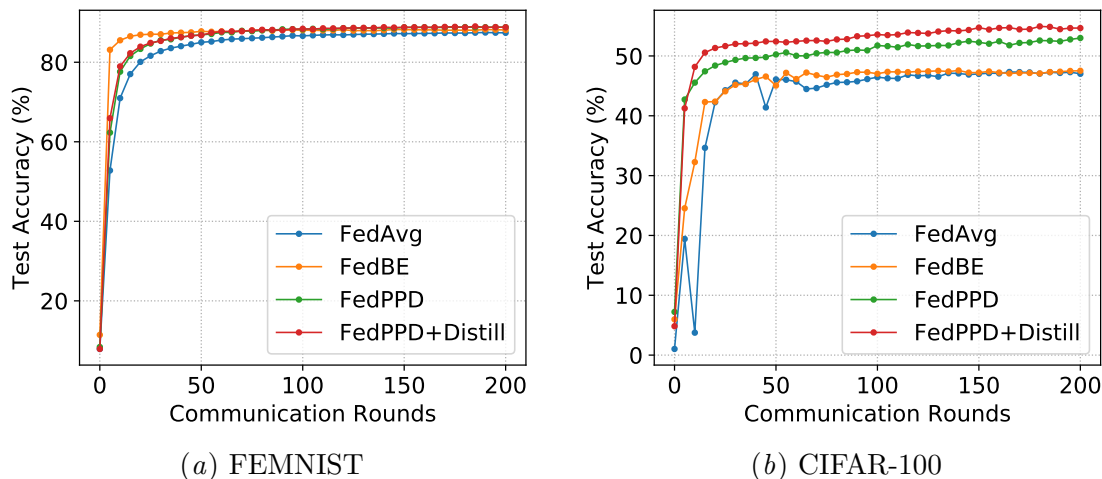 Test Accuracy (%)
80
60
40
20
0
50
100
150
200
Communication Rounds
FedAvg
FedBE
FedPPD
FedPPD+Distill
(a) FEMNIST
Test Accuracy (%)
50
40
30
20
10
0
0
50
100
150
200
Communication Rounds
FedAvg
FedBE
FedPPD
FedPPD+Distill
(b) CIFAR-100